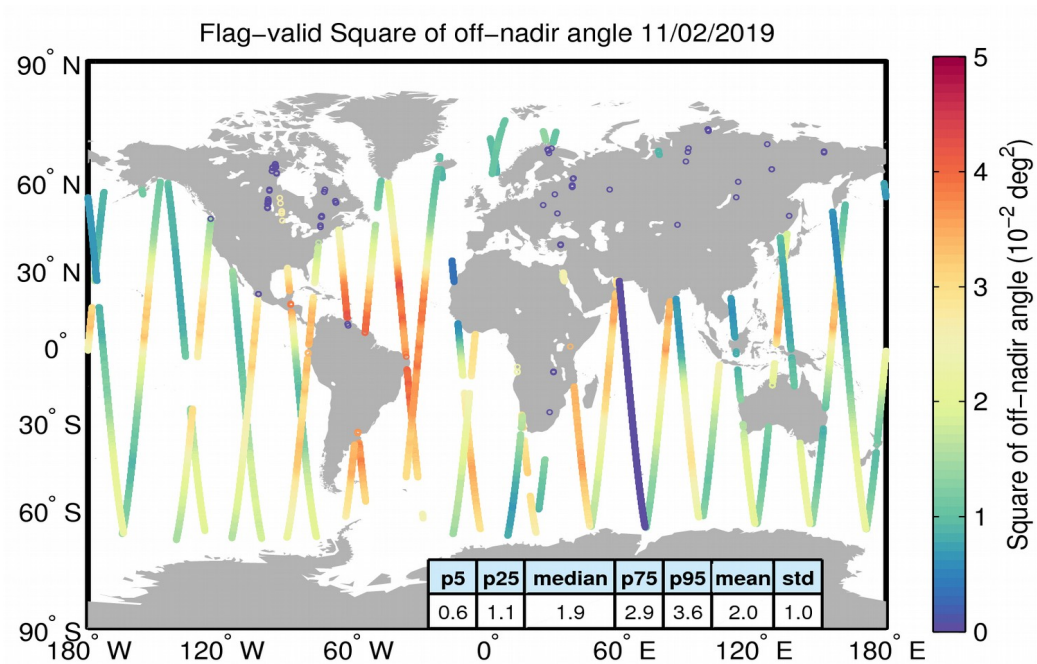 Flag−valid Square of off−nadir angle 11/02/2019
90° N
60° N
30° N
0°
30° S
60° S
90° S
180° W
120° W
60° W
0°
60° E
120° E
180° E
p5 p25 median p75 p95 mean std
0.6 1.1 1.9 2.9 3.6 2.0 1.0
5
4
3
2
1
0
Square of off−nadir angle (10⁻² deg²)